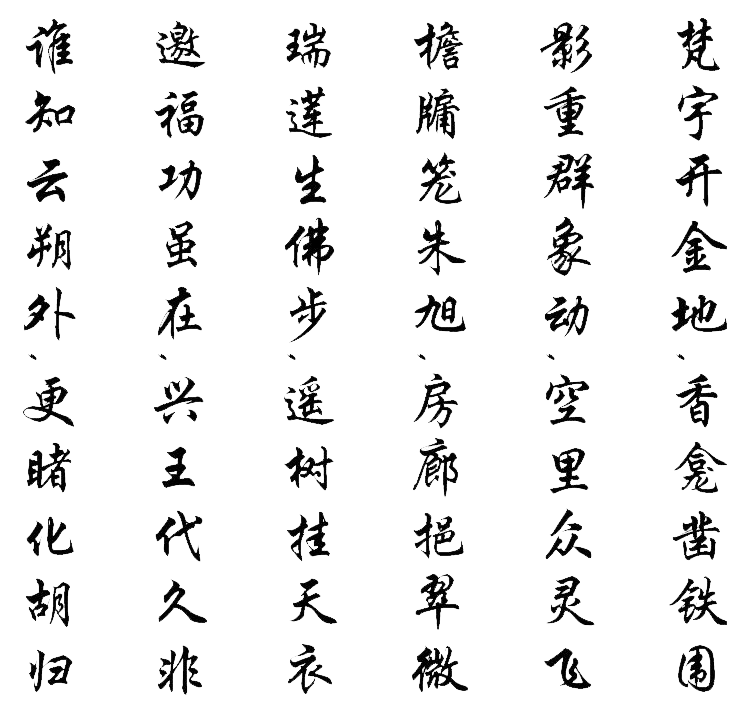 梵宇开金地、香龛凿铁围
影重群象动、空里众灵飞
檐牖笼朱旭、房廊挹翠微
瑞莲生佛步、遥树挂天衣
邀福功虽在、兴王代久非
谁知云朔外、更睹化胡归